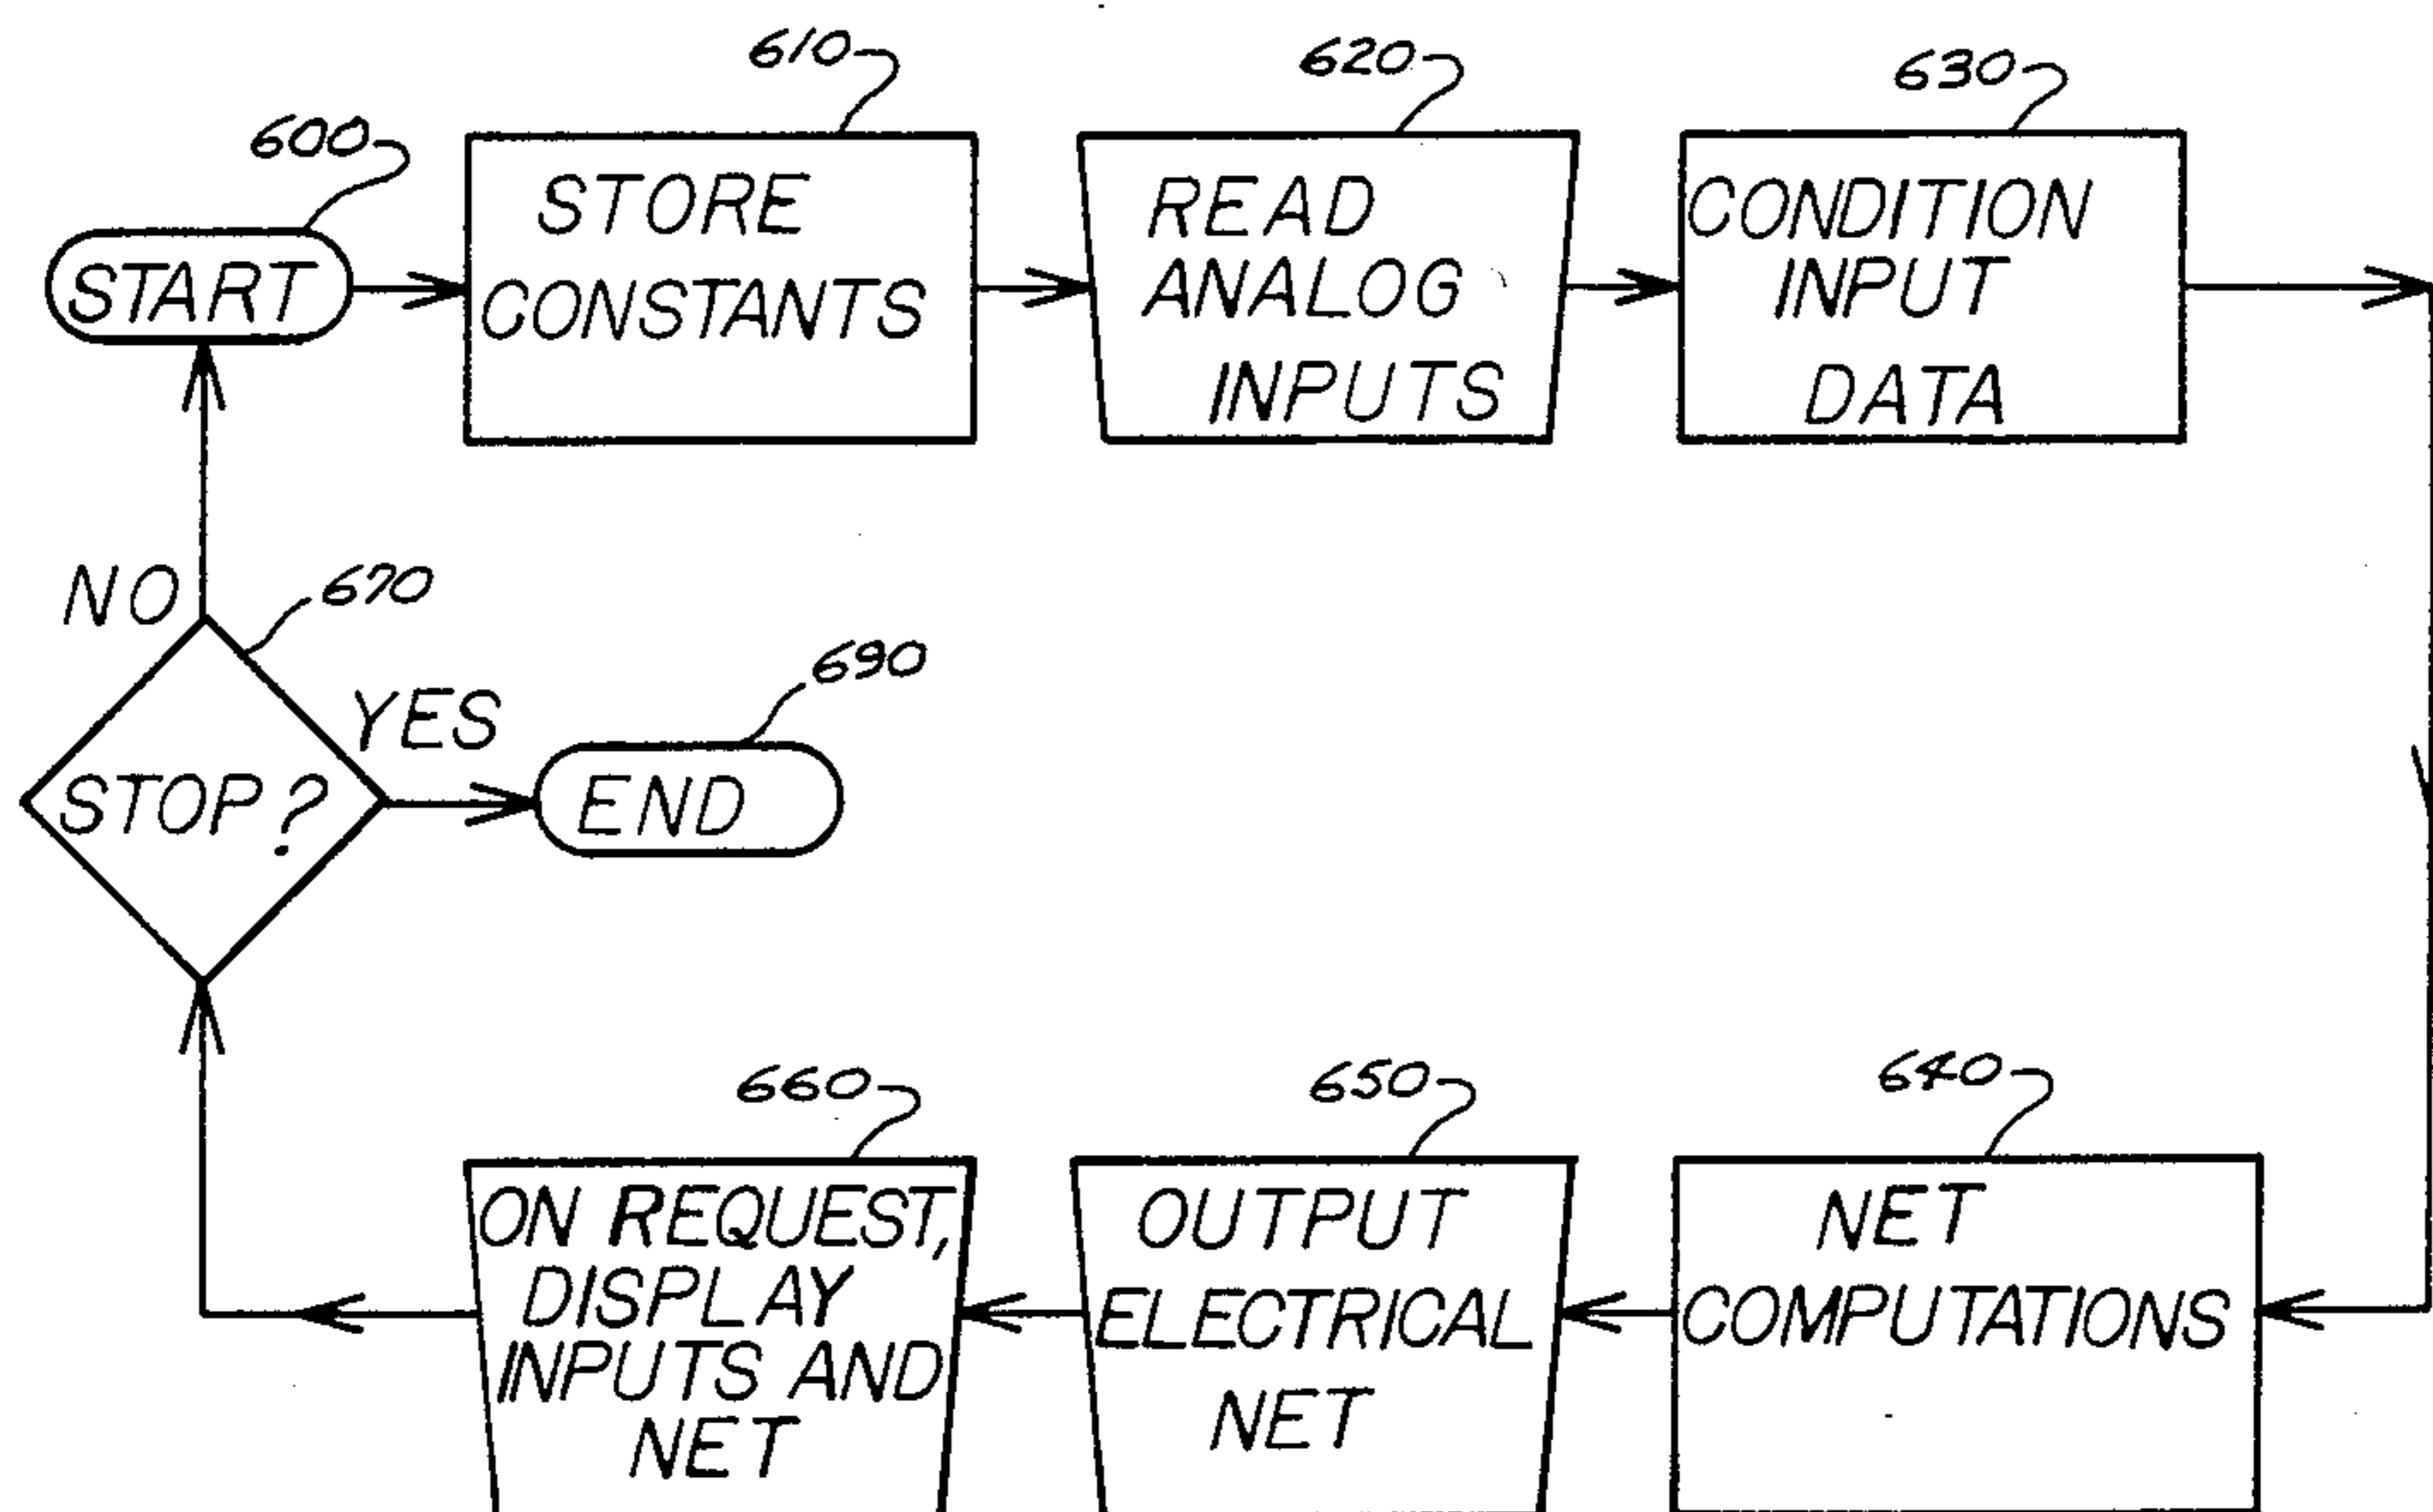 600
START
610
STORE
CONSTANTS
620
READ
ANALOG
INPUTS
630
CONDITION
INPUT
DATA
NO
670
STOP?
YES
690
END
660
ON REQUEST,
DISPLAY
INPUTS AND
NET
650
OUTPUT
ELECTRICAL
NET
640
NET
COMPUTATIONS